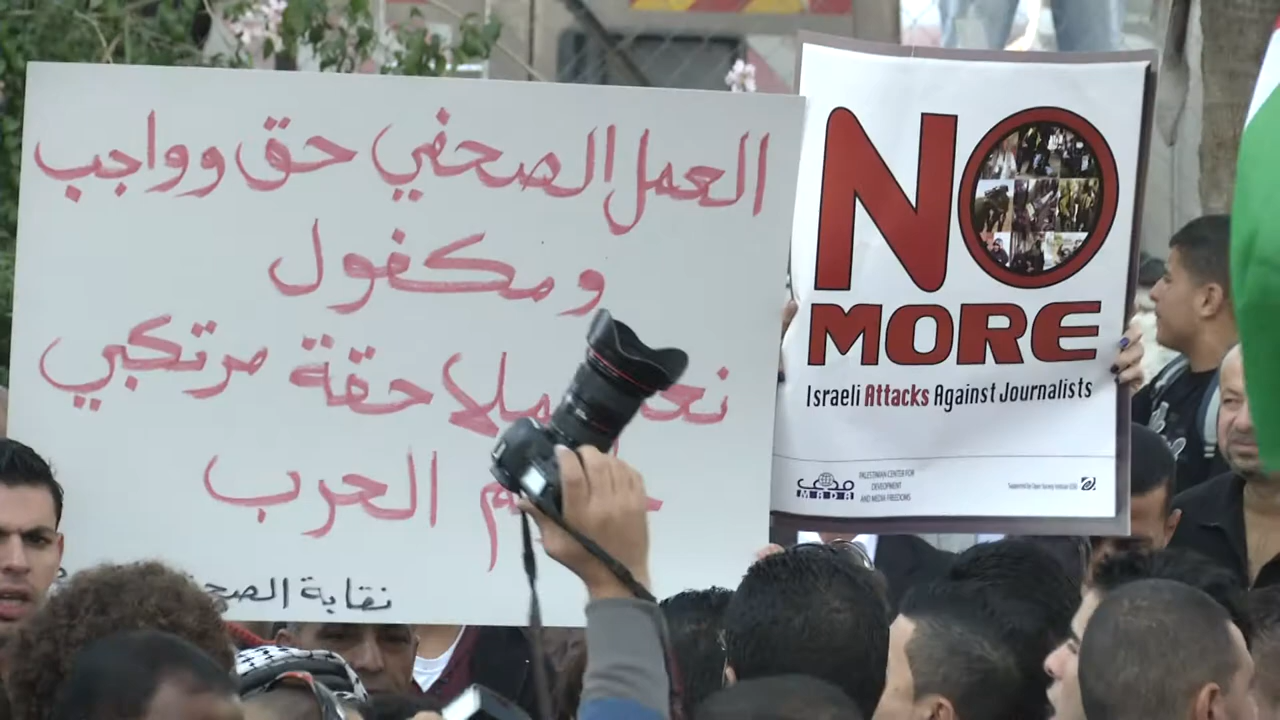 العمل الصحفي حق وواجب
ومكفول
ملاحقة مرتكبي
الحرب
نقابة
NO
MORE
Israeli Attacks Against Journalists
MADA
PALESTINIAN CENTER FOR
DEVELOPMENT
AND MEDIA FREEDOMS